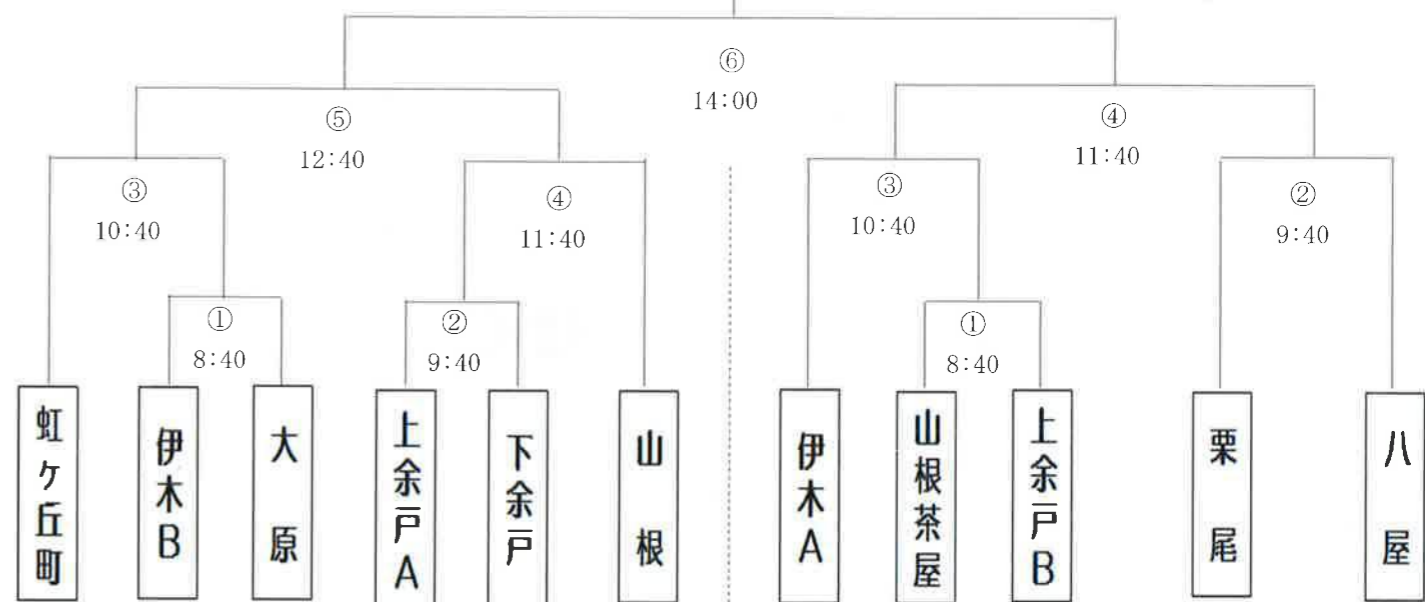 ⑥
14:00
⑤
12:40
④
11:40
③
10:40
④
11:40
③
10:40
②
9:40
①
8:40
②
9:40
①
8:40
虹ヶ丘町
伊木B
大原
上余戸A
下余戸
山根
伊木A
山根茶屋
上余戸B
栗尾
八屋